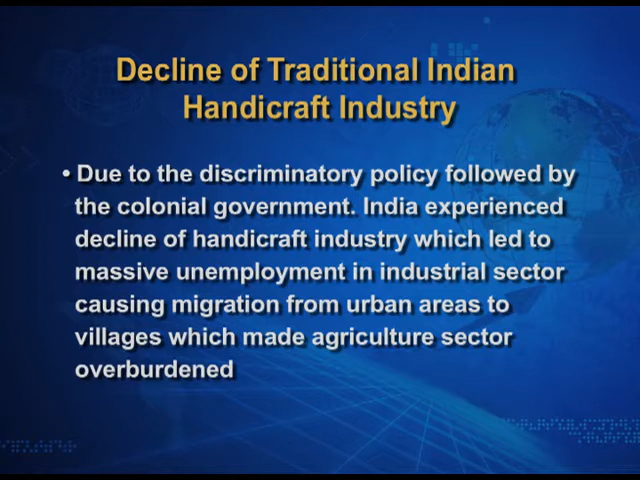 Decline of Traditional Indian
Handicraft Industry
• Due to the discriminatory policy followed by
the colonial government. India experienced
decline of handicraft industry which led to
massive unemployment in industrial sector
causing migration from urban areas to
villages which made agriculture sector
overburdened